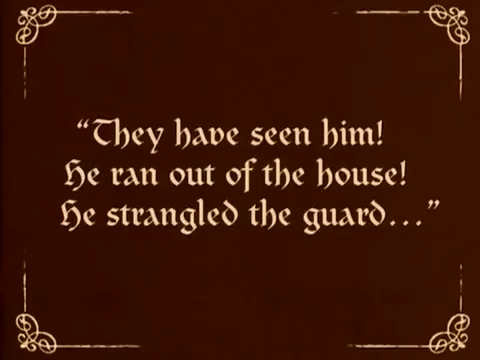 “They have seen him!
He ran out of the house!
He strangled the guard...”